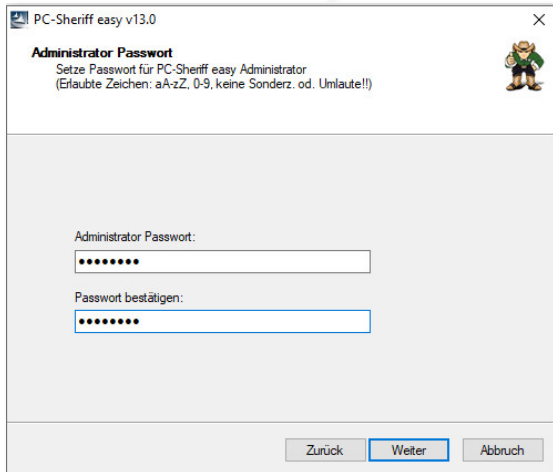 PC-Sheriff easy v13.0
Administrator Passwort
Setze Passwort für PC-Sheriff easy Administrator
(Erlaubte Zeichen: aA-zZ, 0-9, keine Sonderz. od. Umlaute!!)
Administrator Passwort:
••••••••
Passwort bestätigen:
••••••••
Zurück Weiter Abbruch